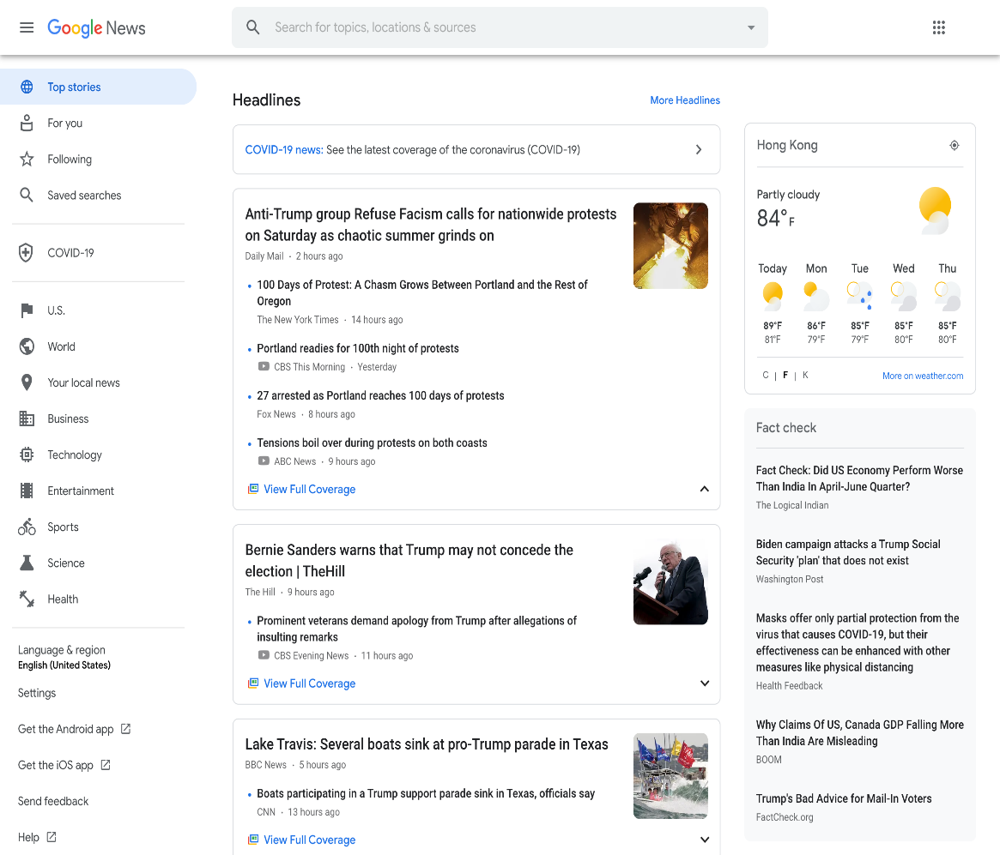 Google News
Search for topics, locations & sources
Top stories
For you
Following
Saved searches
COVID-19
U.S.
World
Your local news
Business
Technology
Entertainment
Sports
Science
Health
Language & region
English (United States)
Settings
Get the Android app
Get the iOS app
Send feedback
Help
Headlines
More Headlines
COVID-19 news: See the latest coverage of the coronavirus (COVID-19)
Anti-Trump group Refuse Facism calls for nationwide protests
on Saturday as chaotic summer grinds on
Daily Mail · 2 hours ago
100 Days of Protest: A Chasm Grows Between Portland and the Rest of
Oregon
The New York Times · 14 hours ago
Portland readies for 100th night of protests
CBS This Morning · Yesterday
27 arrested as Portland reaches 100 days of protests
Fox News · 8 hours ago
Tensions boil over during protests on both coasts
ABC News · 9 hours ago
View Full Coverage
Bernie Sanders warns that Trump may not concede the
election | TheHill
The Hill · 9 hours ago
Prominent veterans demand apology from Trump after allegations of
insulting remarks
CBS Evening News · 11 hours ago
View Full Coverage
Lake Travis: Several boats sink at pro-Trump parade in Texas
BBC News · 5 hours ago
Boats participating in a Trump support parade sink in Texas, officials say
CNN · 13 hours ago
View Full Coverage
Hong Kong
Partly cloudy
84°F
Today Mon Tue Wed Thu
89°F 86°F 85°F 85°F 85°F
81°F 79°F 79°F 80°F 80°F
C | F | K
More on weather.com
Fact check
Fact Check: Did US Economy Perform Worse
Than India In April-June Quarter?
The Logical Indian
Biden campaign attacks a Trump Social
Security 'plan' that does not exist
Washington Post
Masks offer only partial protection from the
virus that causes COVID-19, but their
effectiveness can be enhanced with other
measures like physical distancing
Health Feedback
Why Claims Of US, Canada GDP Falling More
Than India Are Misleading
BOOM
Trump's Bad Advice for Mail-In Voters
FactCheck.org